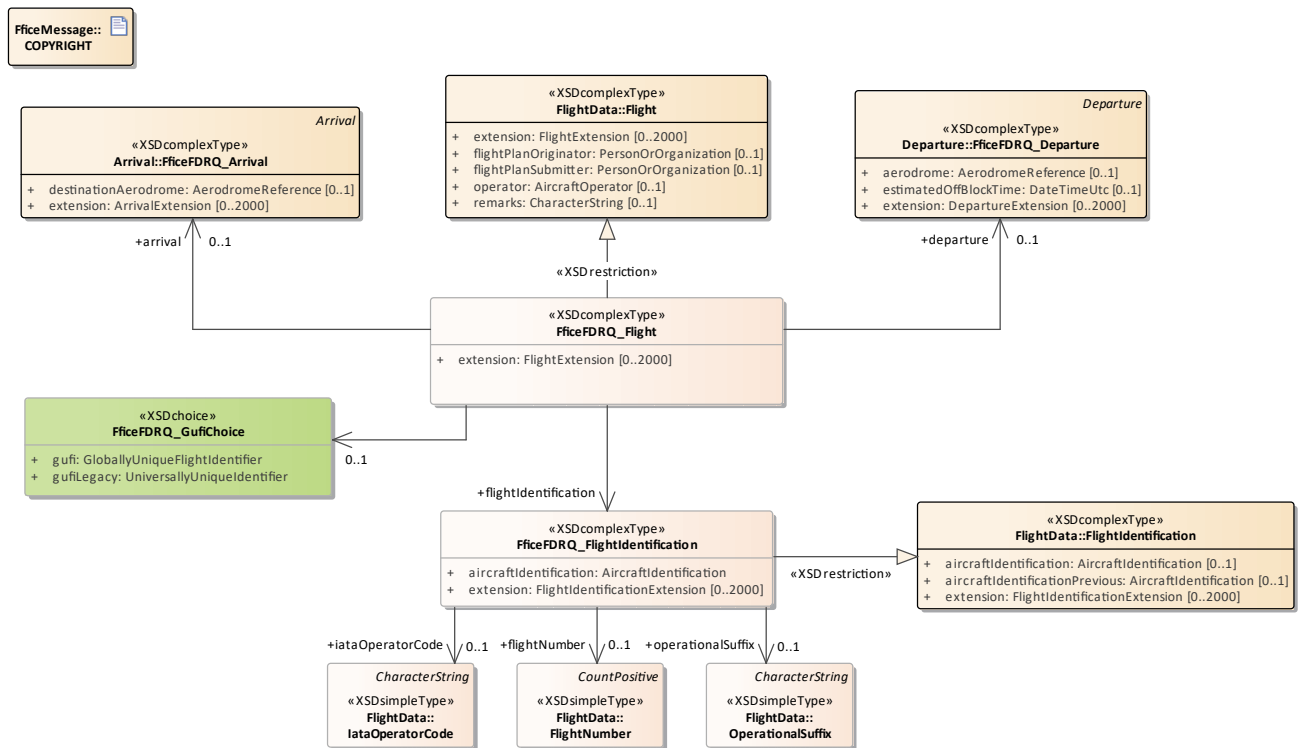 FficeMessage::
COPYRIGHT
«XSDcomplexType»
FlightData::Flight
+ extension: FlightExtension [0..2000]
+ flightPlanOriginator: PersonOrOrganization [0..1]
+ flightPlanSubmitter: PersonOrOrganization [0..1]
+ operator: AircraftOperator [0..1]
+ remarks: CharacterString [0..1]
Arrival
«XSDcomplexType»
Arrival::FficeFDRQ_Arrival
+ destinationAerodrome: AerodromeReference [0..1]
+ extension: ArrivalExtension [0..2000]
Departure
«XSDcomplexType»
Departure::FficeFDRQ_Departure
+ aerodrome: AerodromeReference [0..1]
+ estimatedOffBlockTime: DateTimeUtc [0..1]
+ extension: DepartureExtension [0..2000]
+arrival 0..1
+departure 0..1
«XSDrestriction»
«XSDcomplexType»
FficeFDRQ_Flight
+ extension: FlightExtension [0..2000]
«XSDchoice»
FficeFDRQ_GufiChoice
+ gufi: GloballyUniqueFlightIdentifier
+ gufiLegacy: UniversallyUniqueIdentifier
0..1
+flightIdentification
«XSDcomplexType»
FficeFDRQ_FlightIdentification
+ aircraftIdentification: AircraftIdentification
+ extension: FlightIdentificationExtension [0..2000]
«XSDrestriction»
«XSDcomplexType»
FlightData::FlightIdentification
+ aircraftIdentification: AircraftIdentification [0..1]
+ aircraftIdentificationPrevious: AircraftIdentification [0..1]
+ extension: FlightIdentificationExtension [0..2000]
+iataOperatorCode 0..1
+flightNumber 0..1
+operationalSuffix 0..1
CharacterString
«XSDsimpleType»
FlightData::
IataOperatorCode
CountPositive
«XSDsimpleType»
FlightData::
FlightNumber
CharacterString
«XSDsimpleType»
FlightData::
OperationalSuffix